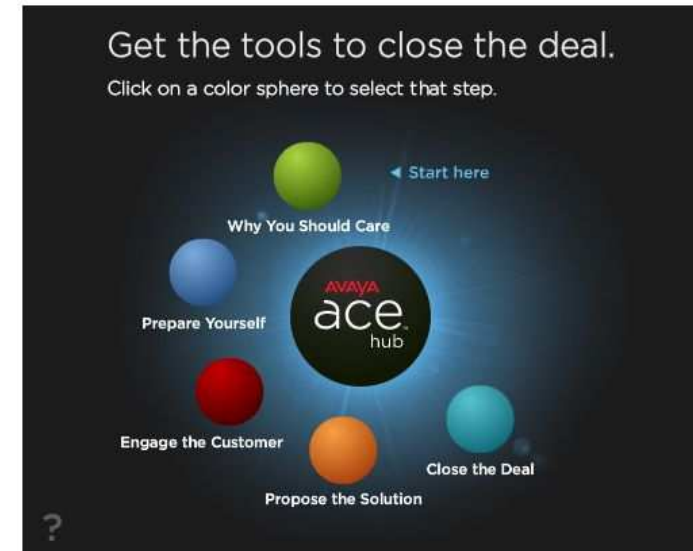 Get the tools to close the deal.
Click on a color sphere to select that step.
◄ Start here
Why You Should Care
AVAYA
ace™
hub
Prepare Yourself
Engage the Customer
Propose the Solution
Close the Deal
?